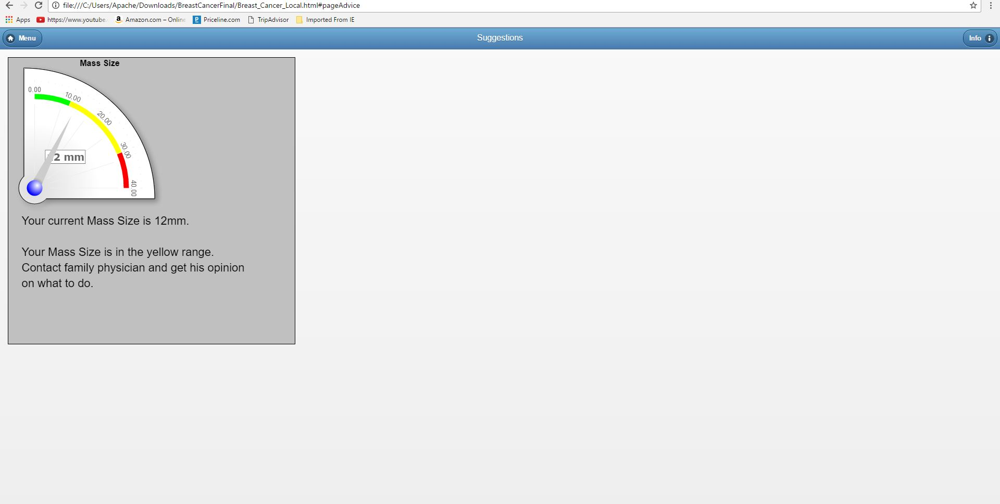 file:///C:/Users/Apache/Downloads/BreastCancerFinal/Breast_Cancer_Local.html#pageAdvice
Apps https://www.youtube. Amazon.com – Online Priceline.com TripAdvisor Imported From IE
Menu Suggestions Info
Mass Size
0.00
10.00
20.00
30.00
40.00
2 mm
Your current Mass Size is 12mm.
Your Mass Size is in the yellow range.
Contact family physician and get his opinion
on what to do.